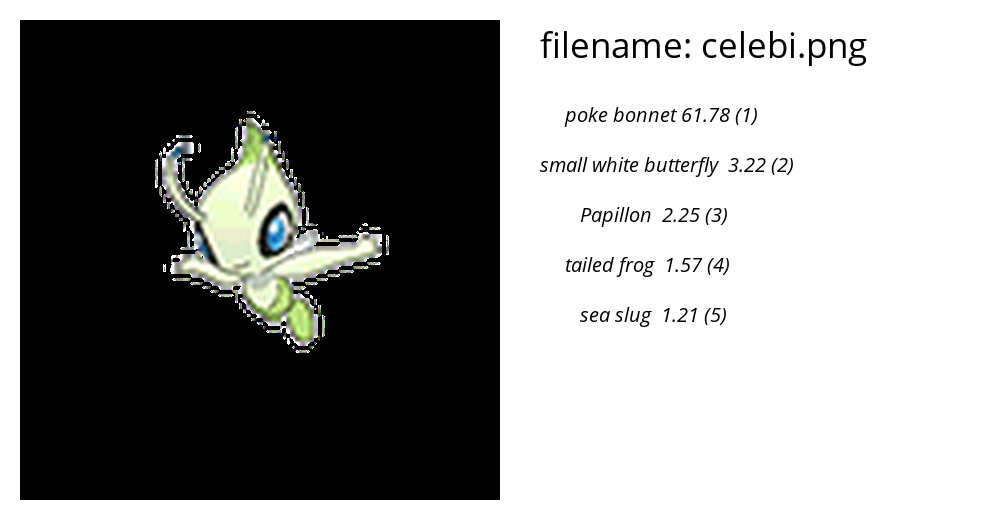 filename: celebi.png
poke bonnet 61.78 (1)
small white butterfly 3.22 (2)
Papillon 2.25 (3)
tailed frog 1.57 (4)
sea slug 1.21 (5)